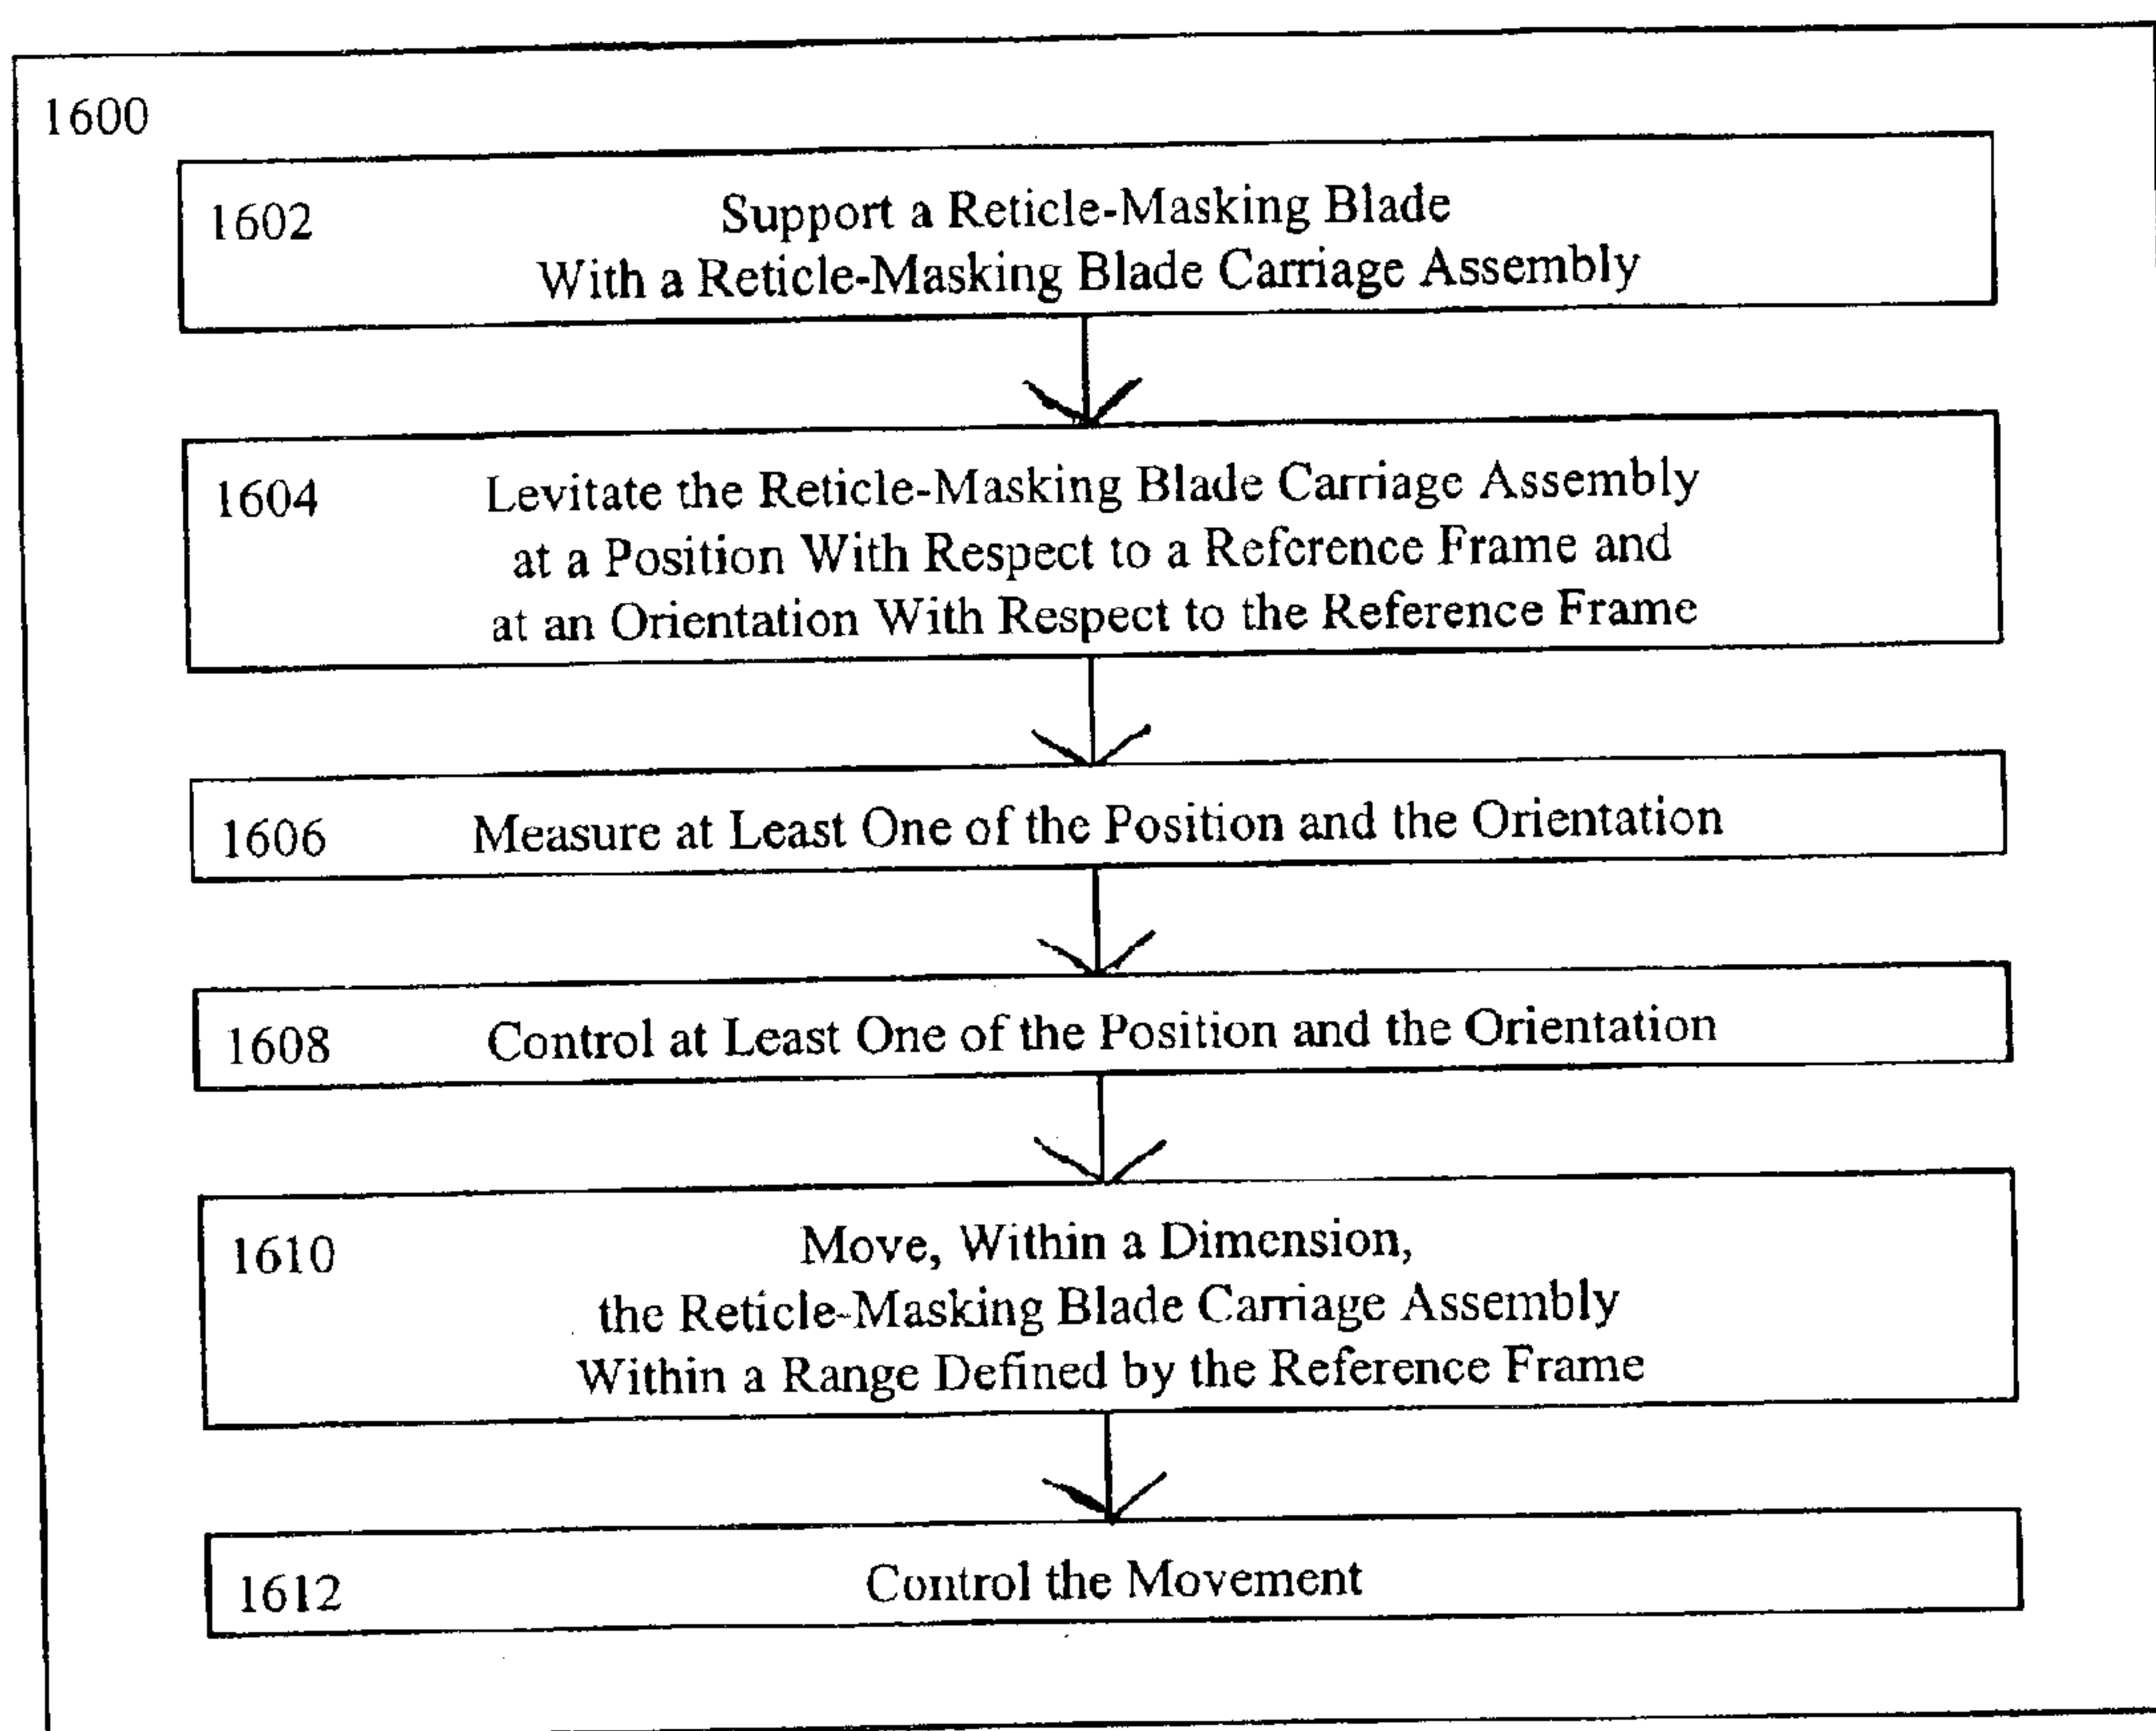 1600
1602 Support a Reticle-Masking Blade
With a Reticle-Masking Blade Carriage Assembly
1604 Levitate the Reticle-Masking Blade Carriage Assembly
at a Position With Respect to a Reference Frame and
at an Orientation With Respect to the Reference Frame
1606 Measure at Least One of the Position and the Orientation
1608 Control at Least One of the Position and the Orientation
1610 Move, Within a Dimension,
the Reticle-Masking Blade Carriage Assembly
Within a Range Defined by the Reference Frame
1612 Control the Movement